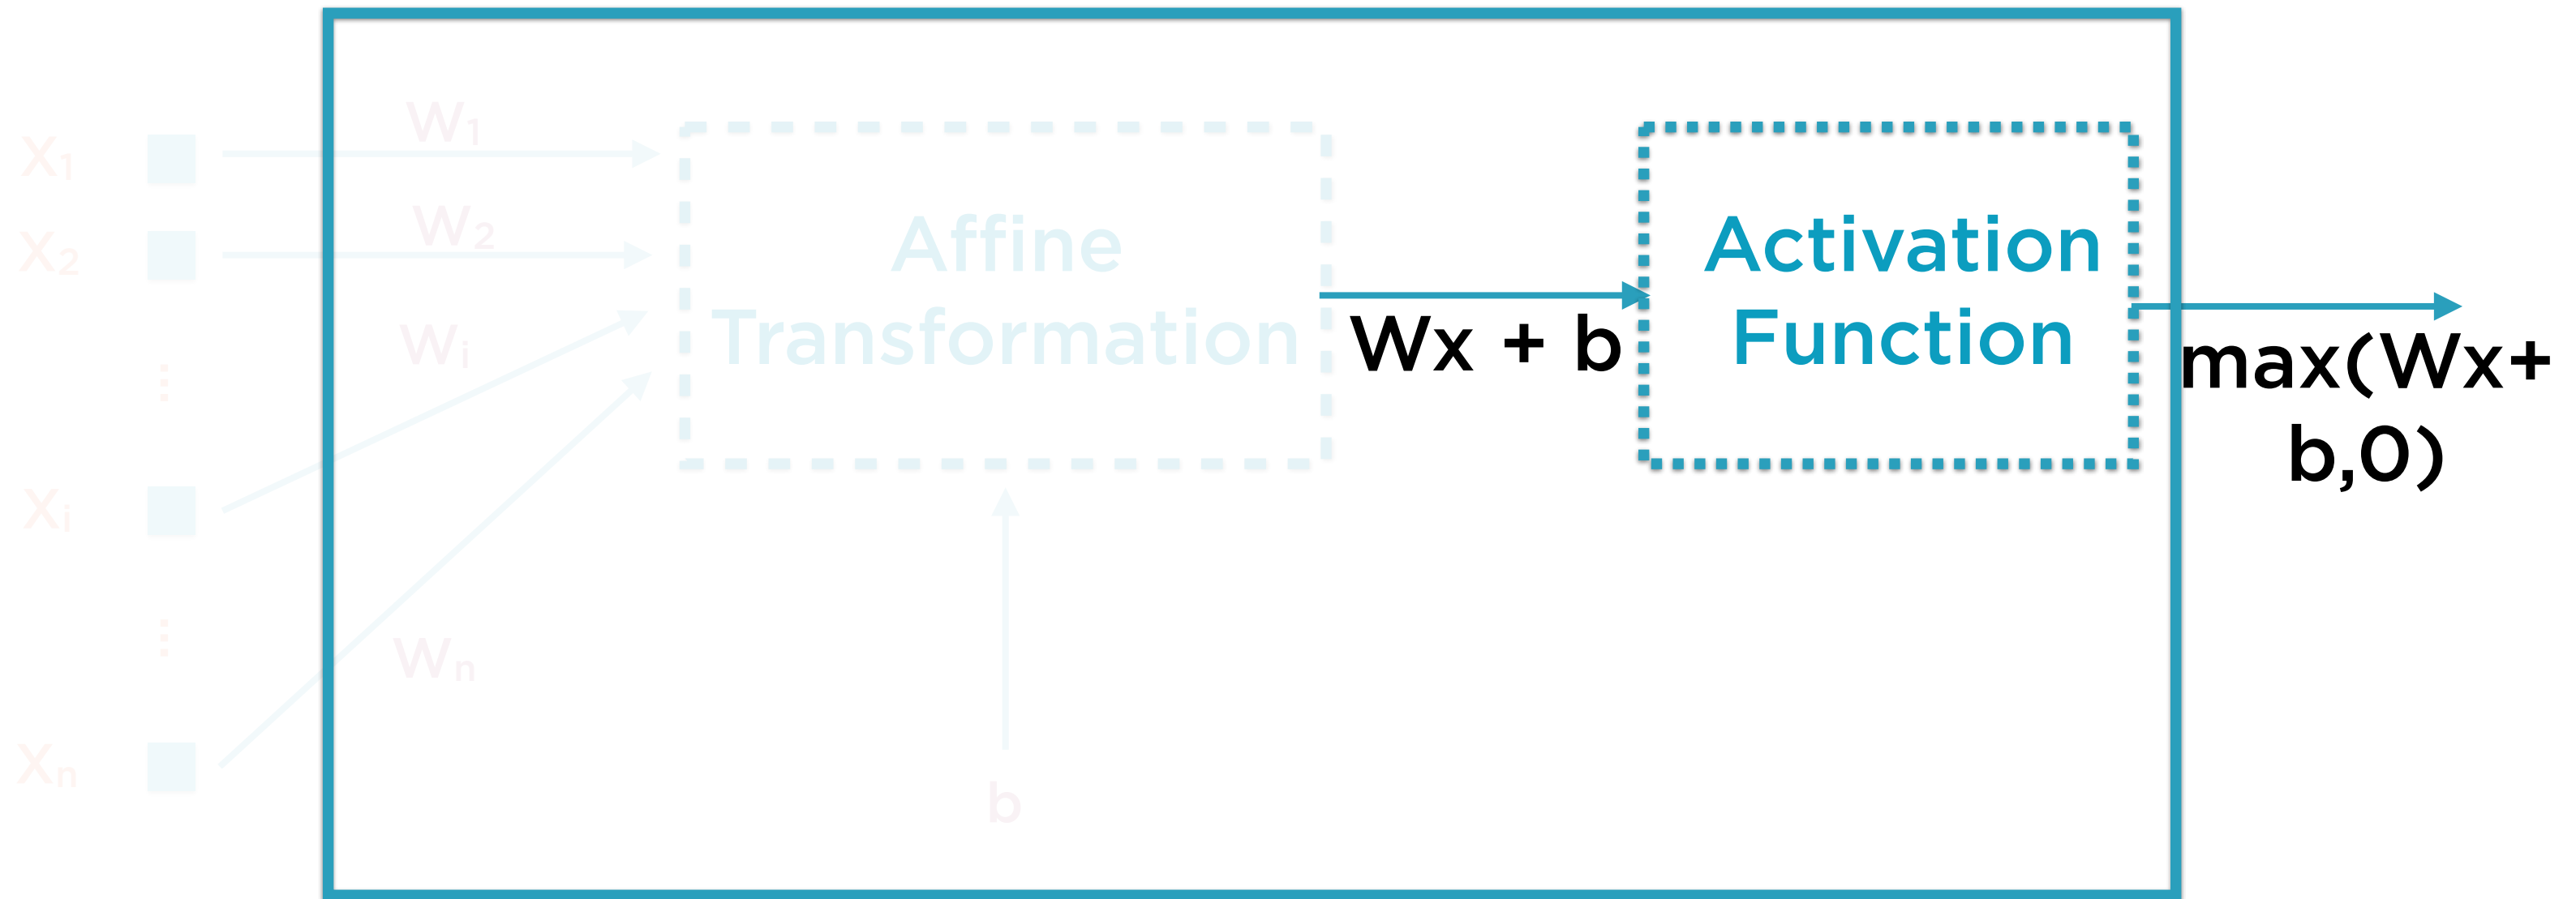 X₁
W₁
X₂
W₂
Affine
Transformation
Wᵢ
⋮
Xᵢ
⋮
Wₙ
Xₙ
b
Wx + b
Activation
Function
max(Wx+
b,0)